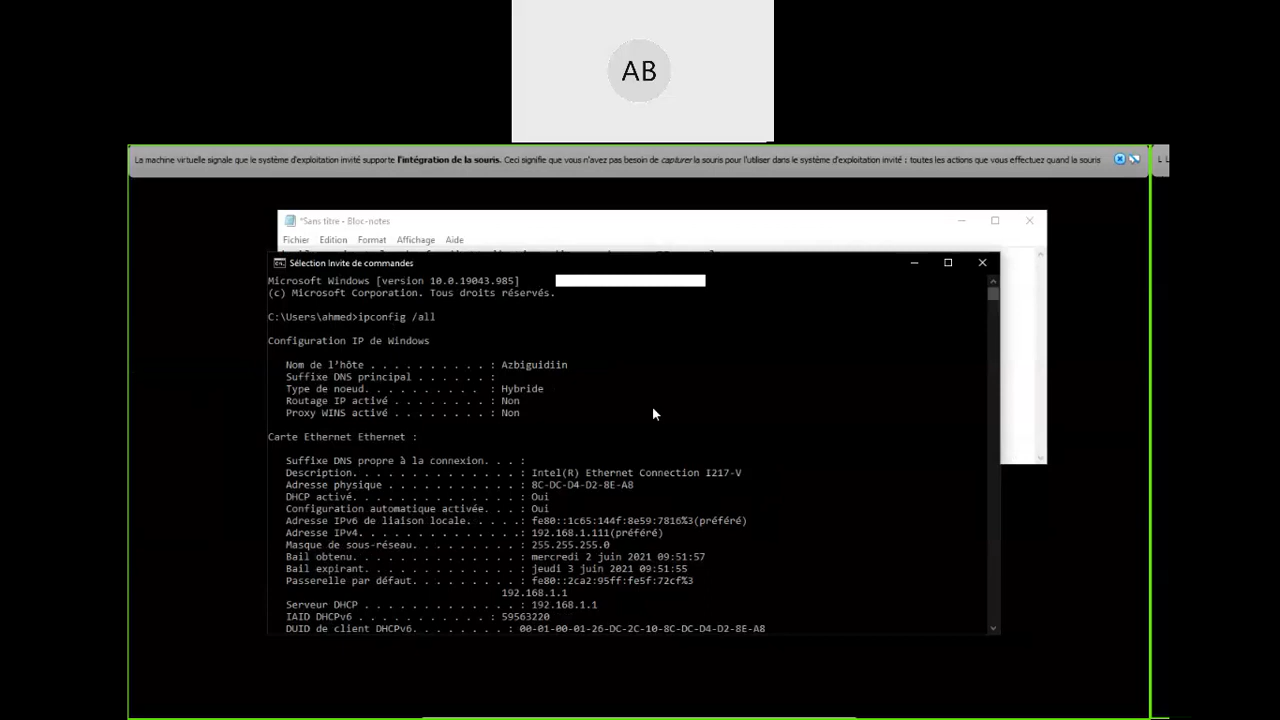 AB
La machine virtuelle signale que le système d'exploitation invité supporte l'intégration de la souris. Ceci signifie que vous n'avez pas besoin de capturer la souris pour l'utiliser dans le système d'exploitation invité ; toutes les actions que vous effectuez quand la souris
*Sans titre - Bloc-notes
Fichier Edition Format Affichage Aide
Sélection Invite de commandes
Microsoft Windows [version 10.0.19043.985]
(c) Microsoft Corporation. Tous droits réservés.
C:\Users\ahmed>ipconfig /all
Configuration IP de Windows
Nom de l'hôte . . . . . . . . . . : Azbiguidiin
Suffixe DNS principal . . . . . . :
Type de noeud. . . . . . . . . . : Hybride
Routage IP activé . . . . . . . . : Non
Proxy WINS activé . . . . . . . . : Non
Carte Ethernet Ethernet :
Suffixe DNS propre à la connexion. . . :
Description. . . . . . . . . . . . . . : Intel(R) Ethernet Connection I217-V
Adresse physique . . . . . . . . . . . : 8C-DC-D4-D2-8E-A8
DHCP activé. . . . . . . . . . . . . . : Oui
Configuration automatique activée. . . : Oui
Adresse IPv6 de liaison locale. . . . .: fe80::1c65:144f:8e59:7816%3(préféré)
Adresse IPv4. . . . . . . . . . . . . .: 192.168.1.111(préféré)
Masque de sous-réseau. . . . . . . . . : 255.255.255.0
Bail obtenu. . . . . . . . . . . . . . : mercredi 2 juin 2021 09:51:57
Bail expirant. . . . . . . . . . . . . : jeudi 3 juin 2021 09:51:55
Passerelle par défaut. . . . . . . . . : fe80::2ca2:95ff:fe5f:72cf%3
192.168.1.1
Serveur DHCP . . . . . . . . . . . . . : 192.168.1.1
IAID DHCPv6 . . . . . . . . . . . : 59563220
DUID de client DHCPv6. . . . . . . . : 00-01-00-01-26-DC-2C-10-8C-DC-D4-D2-8E-A8